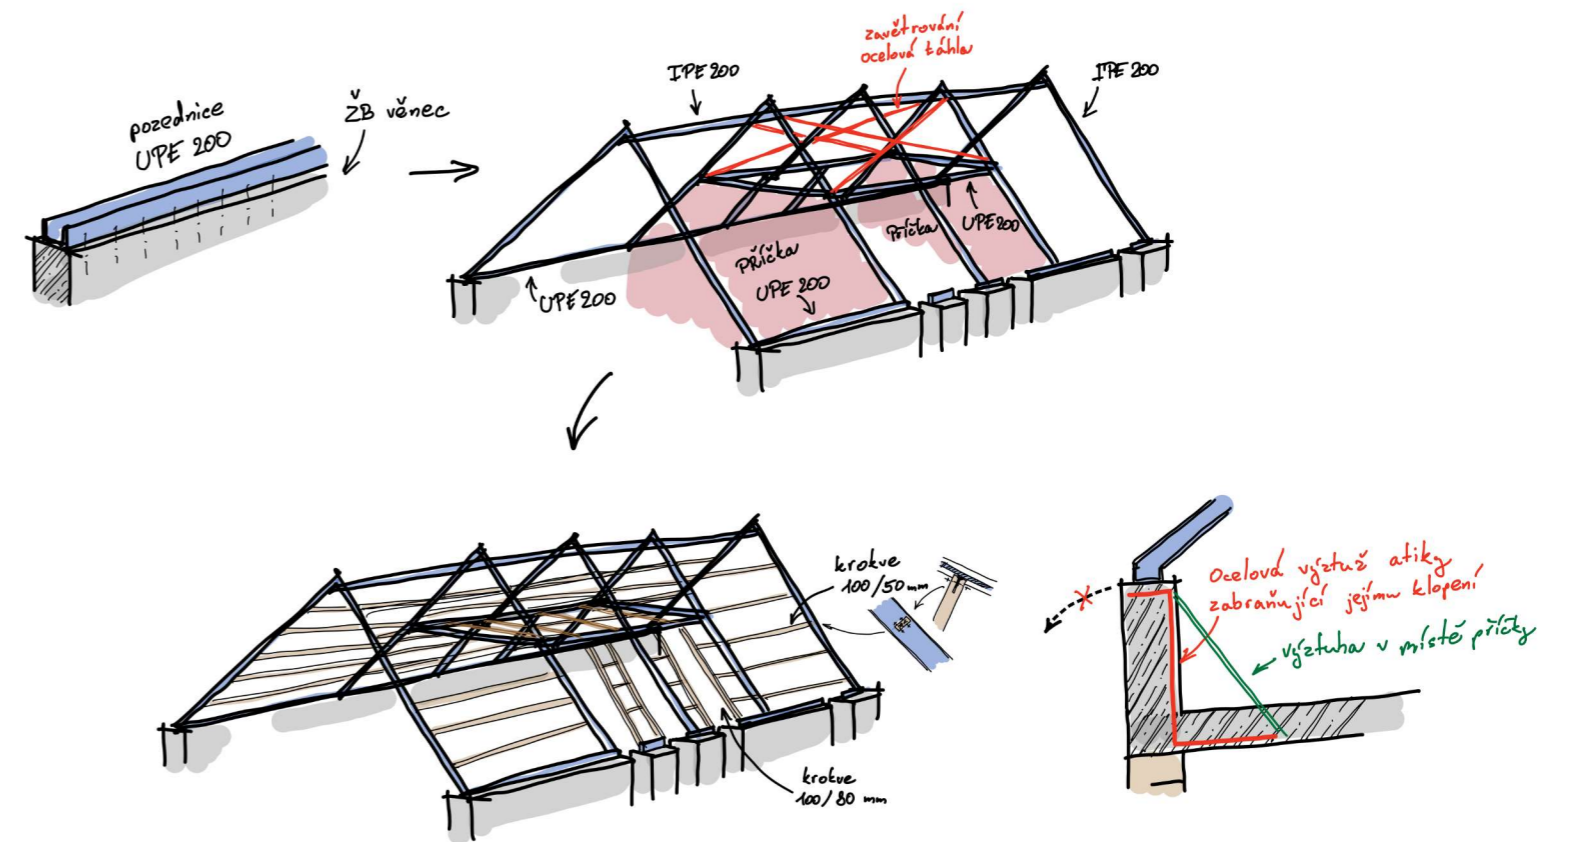 pozednice
UPE 200
ŽB věnec
IPE 200
zavětrování
ocelová táhla
IPE 200
příčka
UPE 200
příčka
UPE 200
UPE 200
krokve
100/50 mm
krokve
100/80 mm
Ocelová výztuž atiky
zabraňující jejímu klopení
výztuha v místě příčky